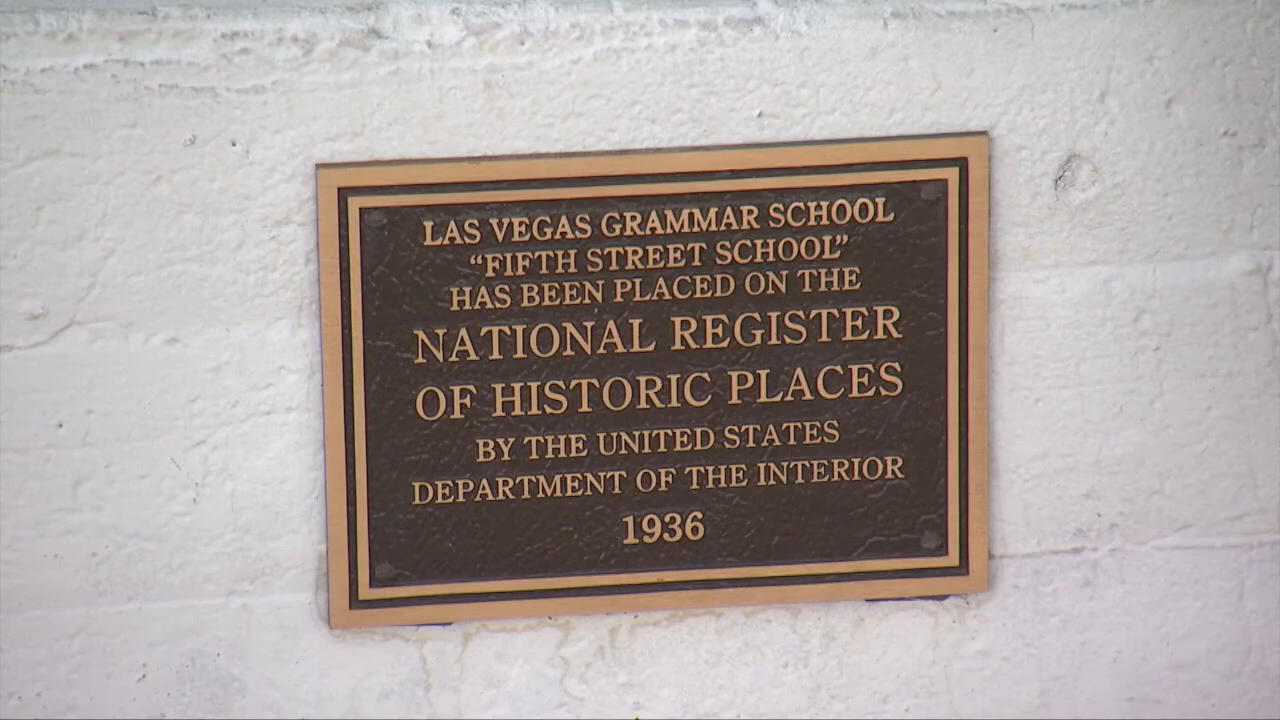 LAS VEGAS GRAMMAR SCHOOL
“FIFTH STREET SCHOOL”
HAS BEEN PLACED ON THE
NATIONAL REGISTER
OF HISTORIC PLACES
BY THE UNITED STATES
DEPARTMENT OF THE INTERIOR
1936